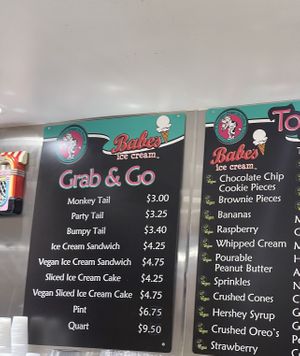 Babes
ice cream
Grab & Go
Monkey Tail $3.00
Party Tail $3.25
Bumpy Tail $3.40
Ice Cream Sandwich $4.25
Vegan Ice Cream Sandwich $4.75
Sliced Ice Cream Cake $4.25
Vegan Sliced Ice Cream Cake $4.75
Pint $6.75
Quart $9.50
To
Babes
ice cream
Chocolate Chip
Cookie Pieces
Brownie Pieces
Bananas
Raspberry
Whipped Cream
Pourable
Peanut Butter
Sprinkles
Crushed Cones
Hershey Syrup
Crushed Oreo's
Strawberry